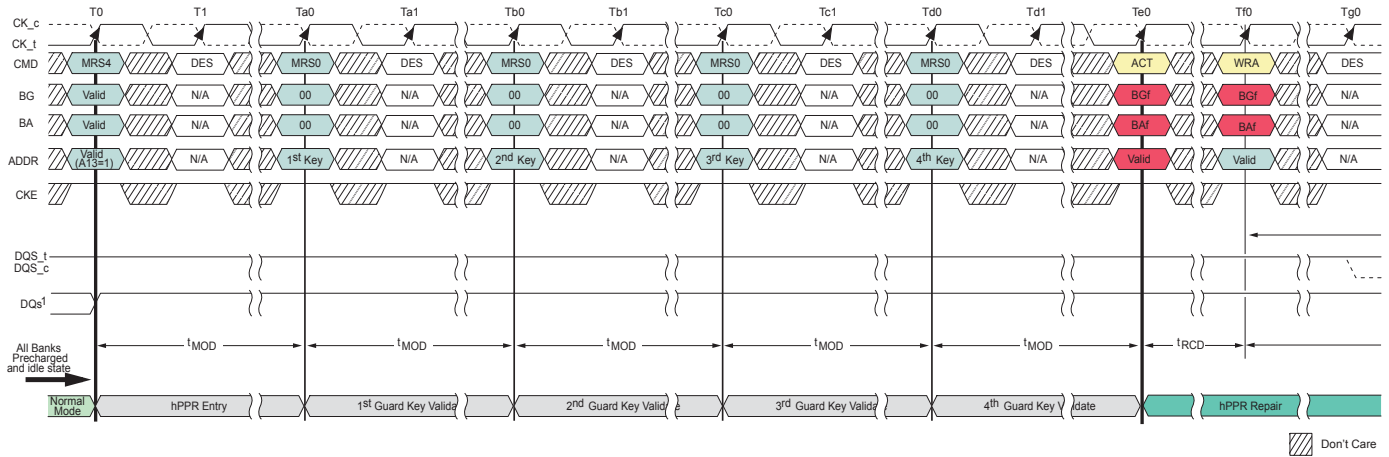 T0 T1 Ta0 Ta1 Tb0 Tb1 Tc0 Tc1 Td0 Td1 Te0 Tf0 Tg0
CK_c
CK_t
CMD MRS4 DES MRS0 DES MRS0 DES MRS0 DES MRS0 DES ACT WRA DES
BG Valid N/A 00 N/A 00 N/A 00 N/A 00 N/A BGf BGf N/A
BA Valid N/A 00 N/A 00 N/A 00 N/A 00 N/A BAf BAf N/A
ADDR Valid (A13=1) N/A 1st Key N/A 2nd Key N/A 3rd Key N/A 4th Key N/A Valid Valid N/A
CKE
DQS_t
DQS_c
DQs1
tMOD tMOD tMOD tMOD tMOD tRCD
All Banks
Precharged
and idle state
Normal Mode hPPR Entry 1st Guard Key Valida 2nd Guard Key Valid e 3rd Guard Key Valida 4th Guard Key V idate hPPR Repair
Don't Care